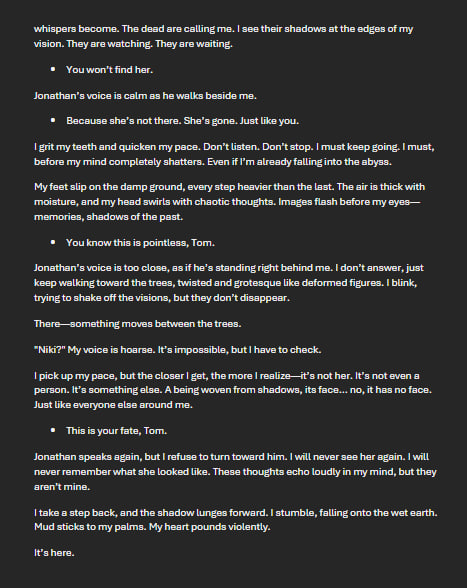 whispers become. The dead are calling me. I see their shadows at the edges of my
vision. They are watching. They are waiting.
• You won’t find her.
Jonathan’s voice is calm as he walks beside me.
• Because she’s not there. She’s gone. Just like you.
I grit my teeth and quicken my pace. Don’t listen. Don’t stop. I must keep going. I must,
before my mind completely shatters. Even if I’m already falling into the abyss.
My feet slip on the damp ground, every step heavier than the last. The air is thick with
moisture, and my head swirls with chaotic thoughts. Images flash before my eyes—
memories, shadows of the past.
• You know this is pointless, Tom.
Jonathan’s voice is too close, as if he’s standing right behind me. I don’t answer, just
keep walking toward the trees, twisted and grotesque like deformed figures. I blink,
trying to shake off the visions, but they don’t disappear.
There—something moves between the trees.
"Niki?" My voice is hoarse. It’s impossible, but I have to check.
I pick up my pace, but the closer I get, the more I realize—it’s not her. It’s not even a
person. It’s something else. A being woven from shadows, its face... no, it has no face.
Just like everyone else around me.
• This is your fate, Tom.
Jonathan speaks again, but I refuse to turn toward him. I will never see her again. I will
never remember what she looked like. These thoughts echo loudly in my mind, but they
aren’t mine.
I take a step back, and the shadow lunges forward. I stumble, falling onto the wet earth.
Mud sticks to my palms. My heart pounds violently.
It’s here.